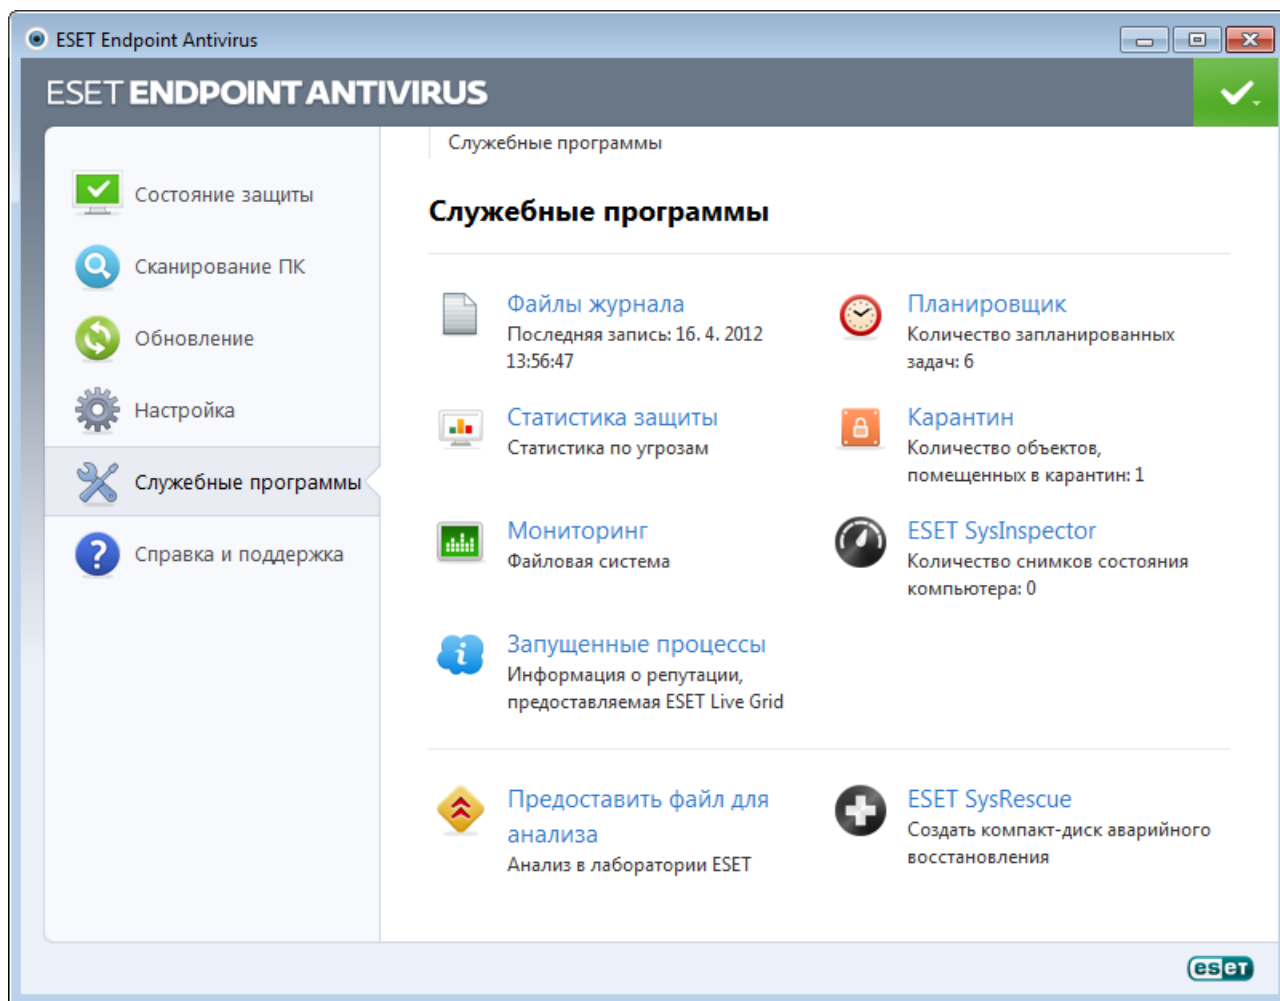 ESET Endpoint Antivirus
ESET ENDPOINT ANTIVIRUS
Состояние защиты
Сканирование ПК
Обновление
Настройка
Служебные программы
Справка и поддержка
Служебные программы
Служебные программы
Файлы журнала
Последняя запись: 16. 4. 2012
13:56:47
Планировщик
Количество запланированных
задач: 6
Статистика защиты
Статистика по угрозам
Карантин
Количество объектов,
помещенных в карантин: 1
Мониторинг
Файловая система
ESET SysInspector
Количество снимков состояния
компьютера: 0
Запущенные процессы
Информация о репутации,
предоставляемая ESET Live Grid
Предоставить файл для
анализа
Анализ в лаборатории ESET
ESET SysRescue
Создать компакт-диск аварийного
восстановления
eseT